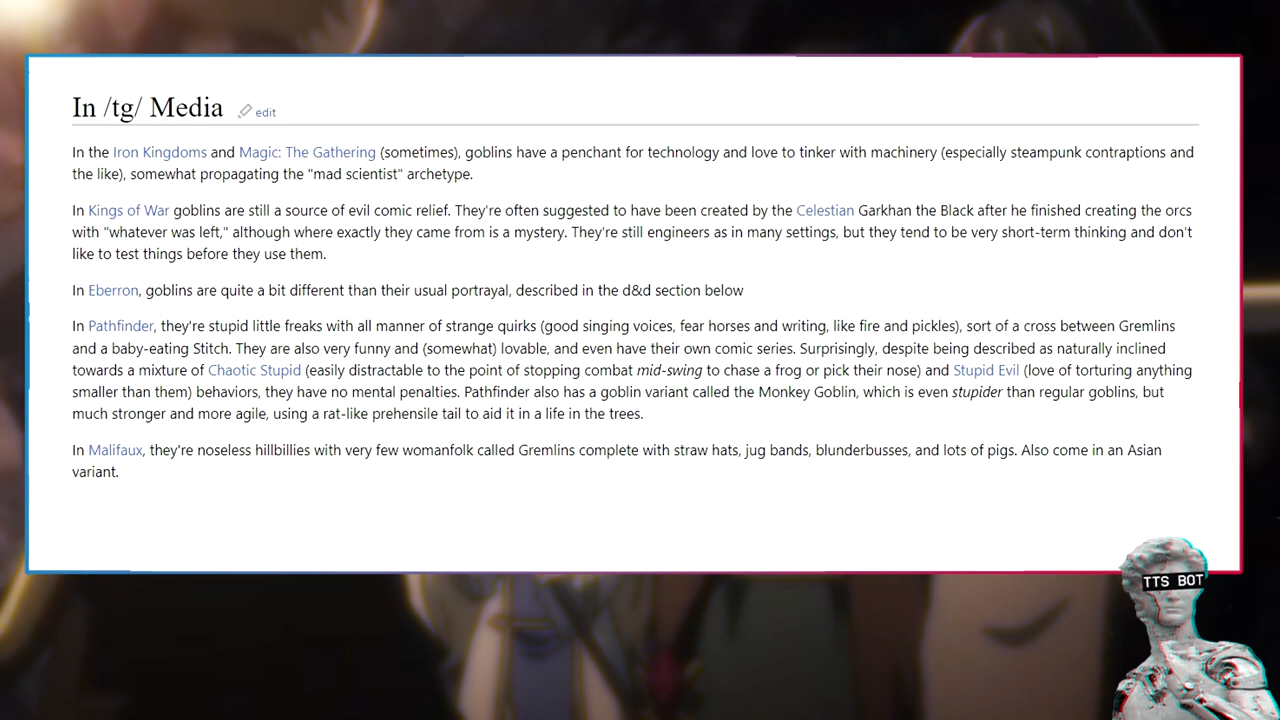 In /tg/ Media edit
In the Iron Kingdoms and Magic: The Gathering (sometimes), goblins have a penchant for technology and love to tinker with machinery (especially steampunk contraptions and
the like), somewhat propagating the "mad scientist" archetype.
In Kings of War goblins are still a source of evil comic relief. They're often suggested to have been created by the Celestian Garkhan the Black after he finished creating the orcs
with "whatever was left," although where exactly they came from is a mystery. They're still engineers as in many settings, but they tend to be very short-term thinking and don't
like to test things before they use them.
In Eberron, goblins are quite a bit different than their usual portrayal, described in the d&d section below
In Pathfinder, they're stupid little freaks with all manner of strange quirks (good singing voices, fear horses and writing, like fire and pickles), sort of a cross between Gremlins
and a baby-eating Stitch. They are also very funny and (somewhat) lovable, and even have their own comic series. Surprisingly, despite being described as naturally inclined
towards a mixture of Chaotic Stupid (easily distractable to the point of stopping combat mid-swing to chase a frog or pick their nose) and Stupid Evil (love of torturing anything
smaller than them) behaviors, they have no mental penalties. Pathfinder also has a goblin variant called the Monkey Goblin, which is even stupider than regular goblins, but
much stronger and more agile, using a rat-like prehensile tail to aid it in a life in the trees.
In Malifaux, they're noseless hillbillies with very few womanfolk called Gremlins complete with straw hats, jug bands, blunderbusses, and lots of pigs. Also come in an Asian
variant.
TTS BOT